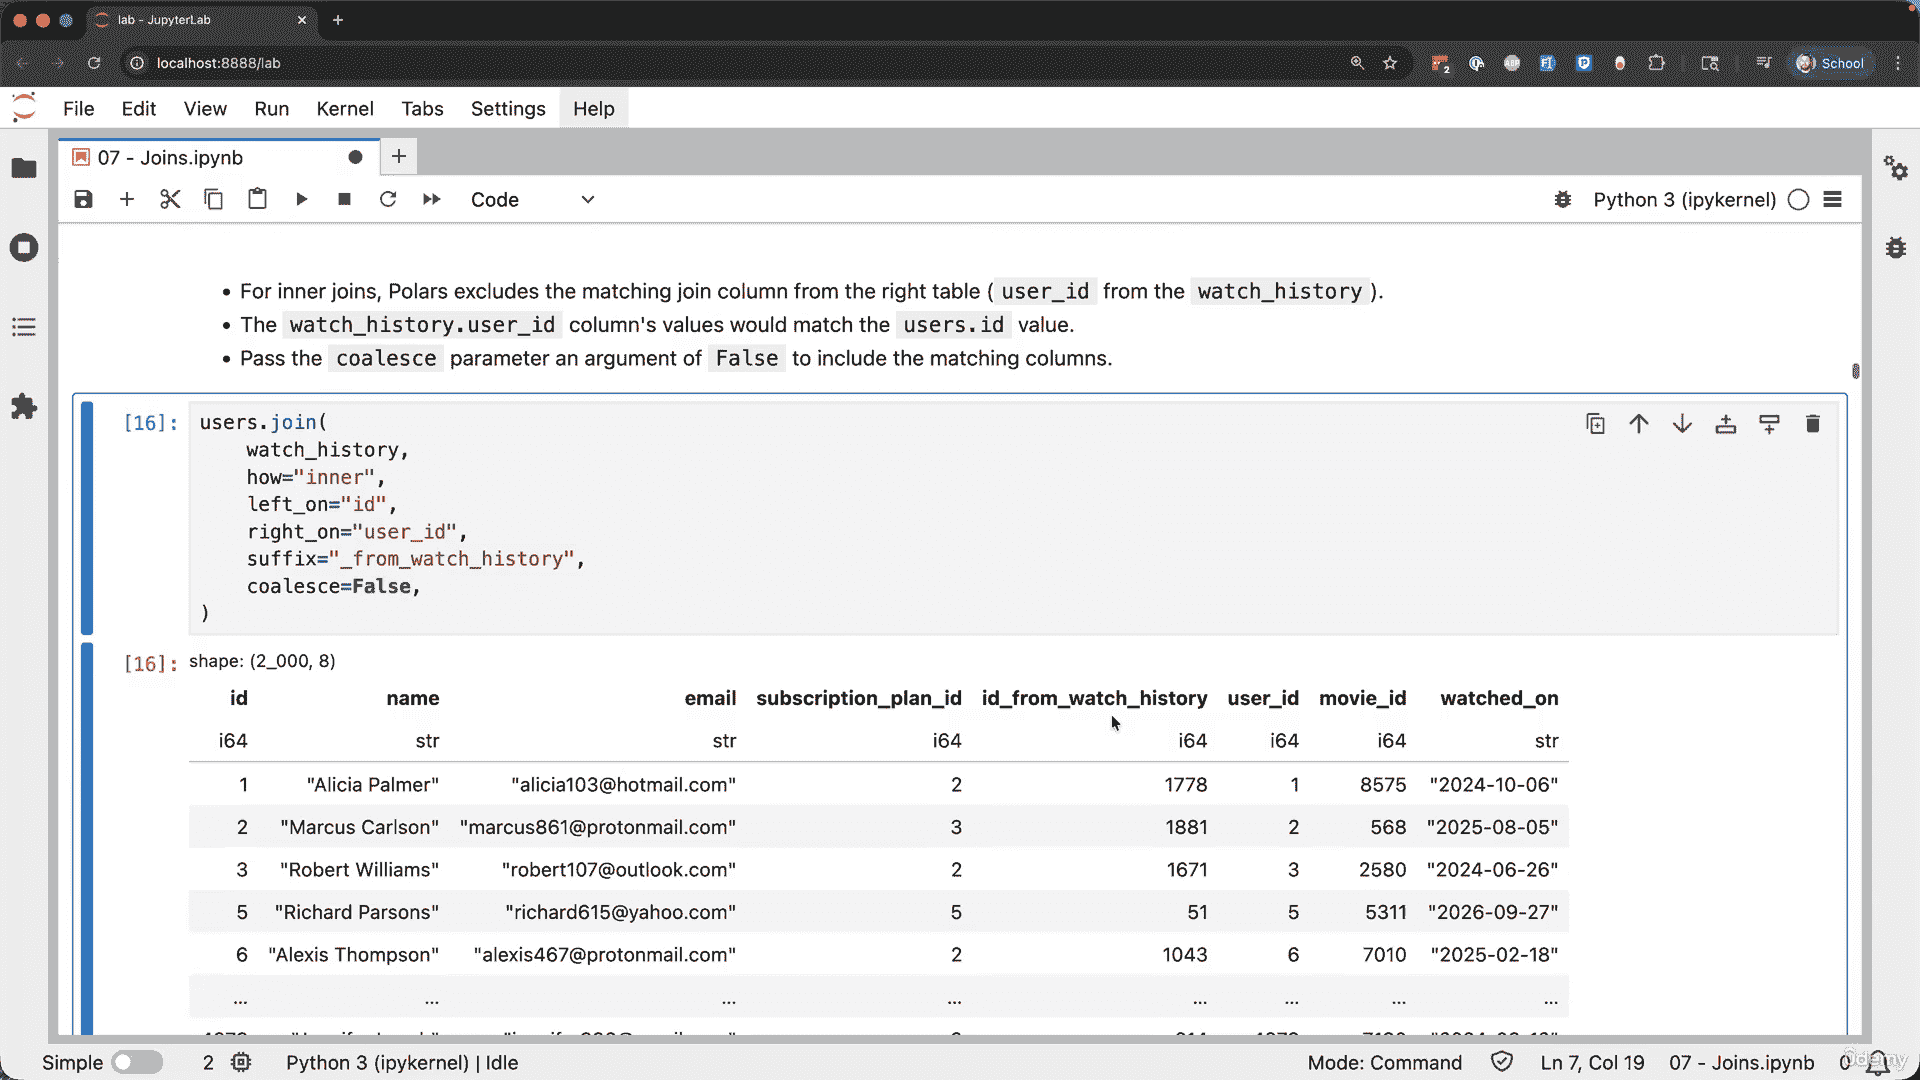 lab - JupyterLab
localhost:8888/lab
2
ABP
School
File Edit View Run Kernel Tabs Settings Help
07 - Joins.ipynb
Code
Python 3 (ipykernel)
• For inner joins, Polars excludes the matching join column from the right table ( user_id from the watch_history ).
• The watch_history.user_id column's values would match the users.id value.
• Pass the coalesce parameter an argument of False to include the matching columns.
[16]: users.join(
watch_history,
how="inner",
left_on="id",
right_on="user_id",
suffix="_from_watch_history",
coalesce=False,
)
[16]: shape: (2_000, 8)
id name email subscription_plan_id id_from_watch_history user_id movie_id watched_on
i64 str str i64 i64 i64 i64 str
1 "Alicia Palmer" "alicia103@hotmail.com" 2 1778 1 8575 "2024-10-06"
2 "Marcus Carlson" "marcus861@protonmail.com" 3 1881 2 568 "2025-08-05"
3 "Robert Williams" "robert107@outlook.com" 2 1671 3 2580 "2024-06-26"
5 "Richard Parsons" "richard615@yahoo.com" 5 51 5 5311 "2026-09-27"
6 "Alexis Thompson" "alexis467@protonmail.com" 2 1043 6 7010 "2025-02-18"
… … … … … … … …
Simple 2 Python 3 (ipykernel) | Idle Mode: Command Ln 7, Col 19 07 - Joins.ipynb 0
Udemy